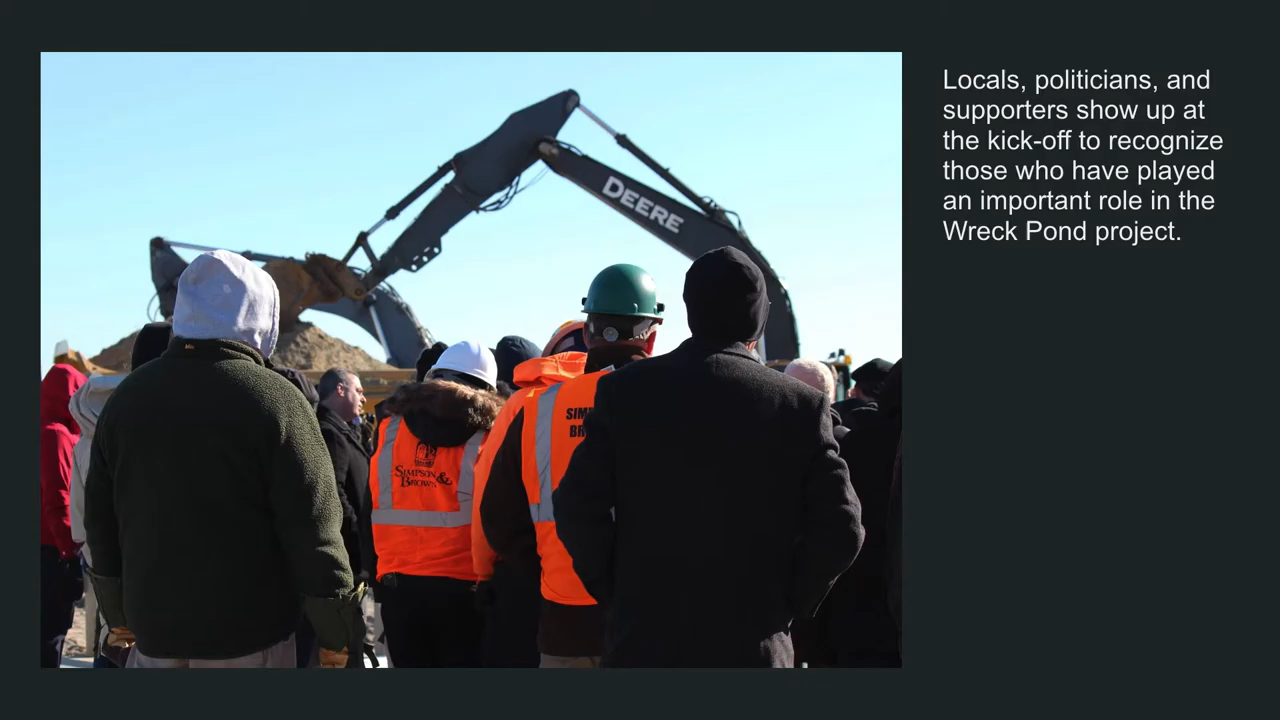 Locals, politicians, and
supporters show up at
the kick-off to recognize
those who have played
an important role in the
Wreck Pond project.
DEERE
SIMPSON &
BROWN